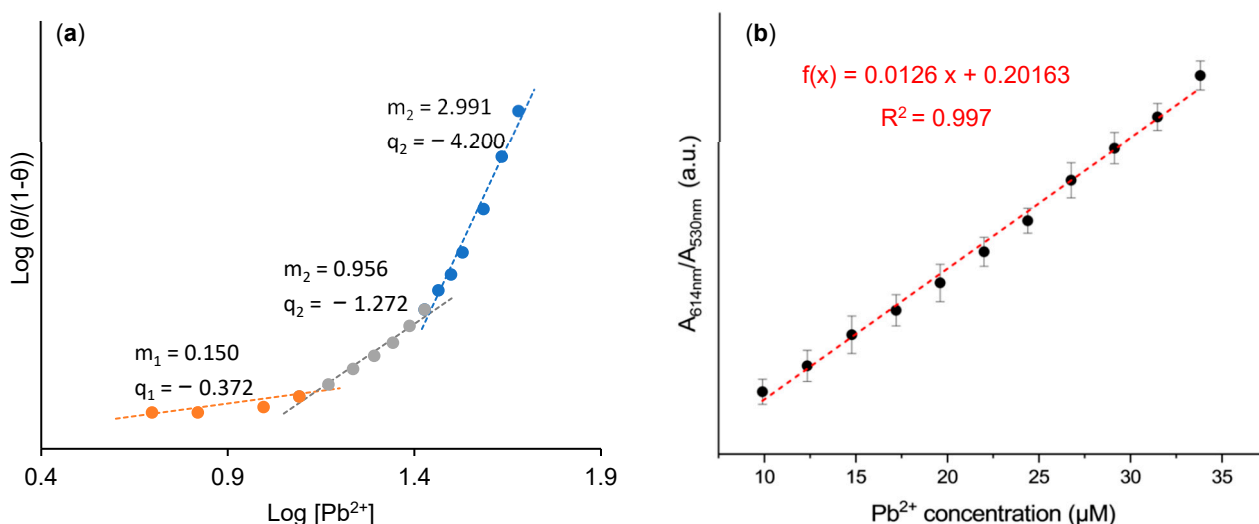 (a)
m₂ = 2.991
q₂ = − 4.200
m₂ = 0.956
q₂ = − 1.272
m₁ = 0.150
q₁ = − 0.372
Log (θ/(1-θ))
0.4 0.9 1.4 1.9
Log [Pb²⁺]
(b)
f(x) = 0.0126 x + 0.20163
R² = 0.997
A₆₁₄ₙₘ/A₅₃₀ₙₘ (a.u.)
10 15 20 25 30 35
Pb²⁺ concentration (µM)